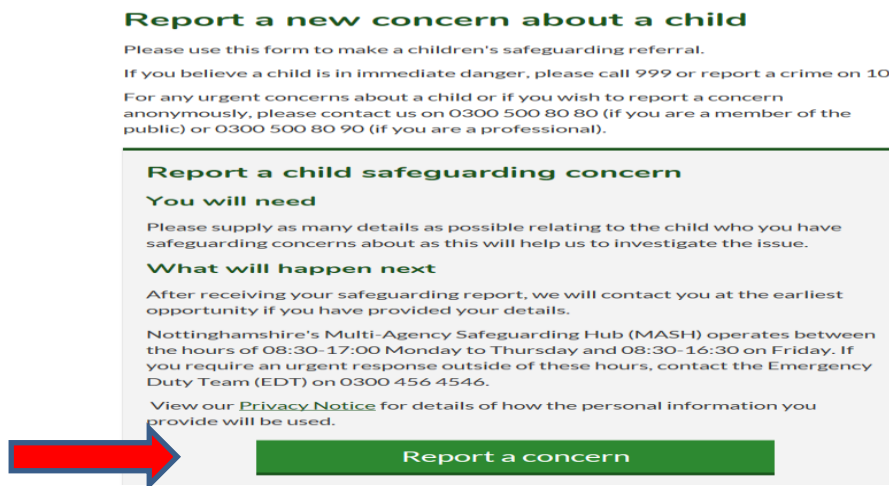 Report a new concern about a child
Please use this form to make a children's safeguarding referral.
If you believe a child is in immediate danger, please call 999 or report a crime on 10
For any urgent concerns about a child or if you wish to report a concern
anonymously, please contact us on 0300 500 80 80 (if you are a member of the
public) or 0300 500 80 90 (if you are a professional).
Report a child safeguarding concern
You will need
Please supply as many details as possible relating to the child who you have
safeguarding concerns about as this will help us to investigate the issue.
What will happen next
After receiving your safeguarding report, we will contact you at the earliest
opportunity if you have provided your details.
Nottinghamshire's Multi-Agency Safeguarding Hub (MASH) operates between
the hours of 08:30-17:00 Monday to Thursday and 08:30-16:30 on Friday. If
you require an urgent response outside of these hours, contact the Emergency
Duty Team (EDT) on 0300 456 4546.
View our Privacy Notice for details of how the personal information you
provide will be used.
Report a concern